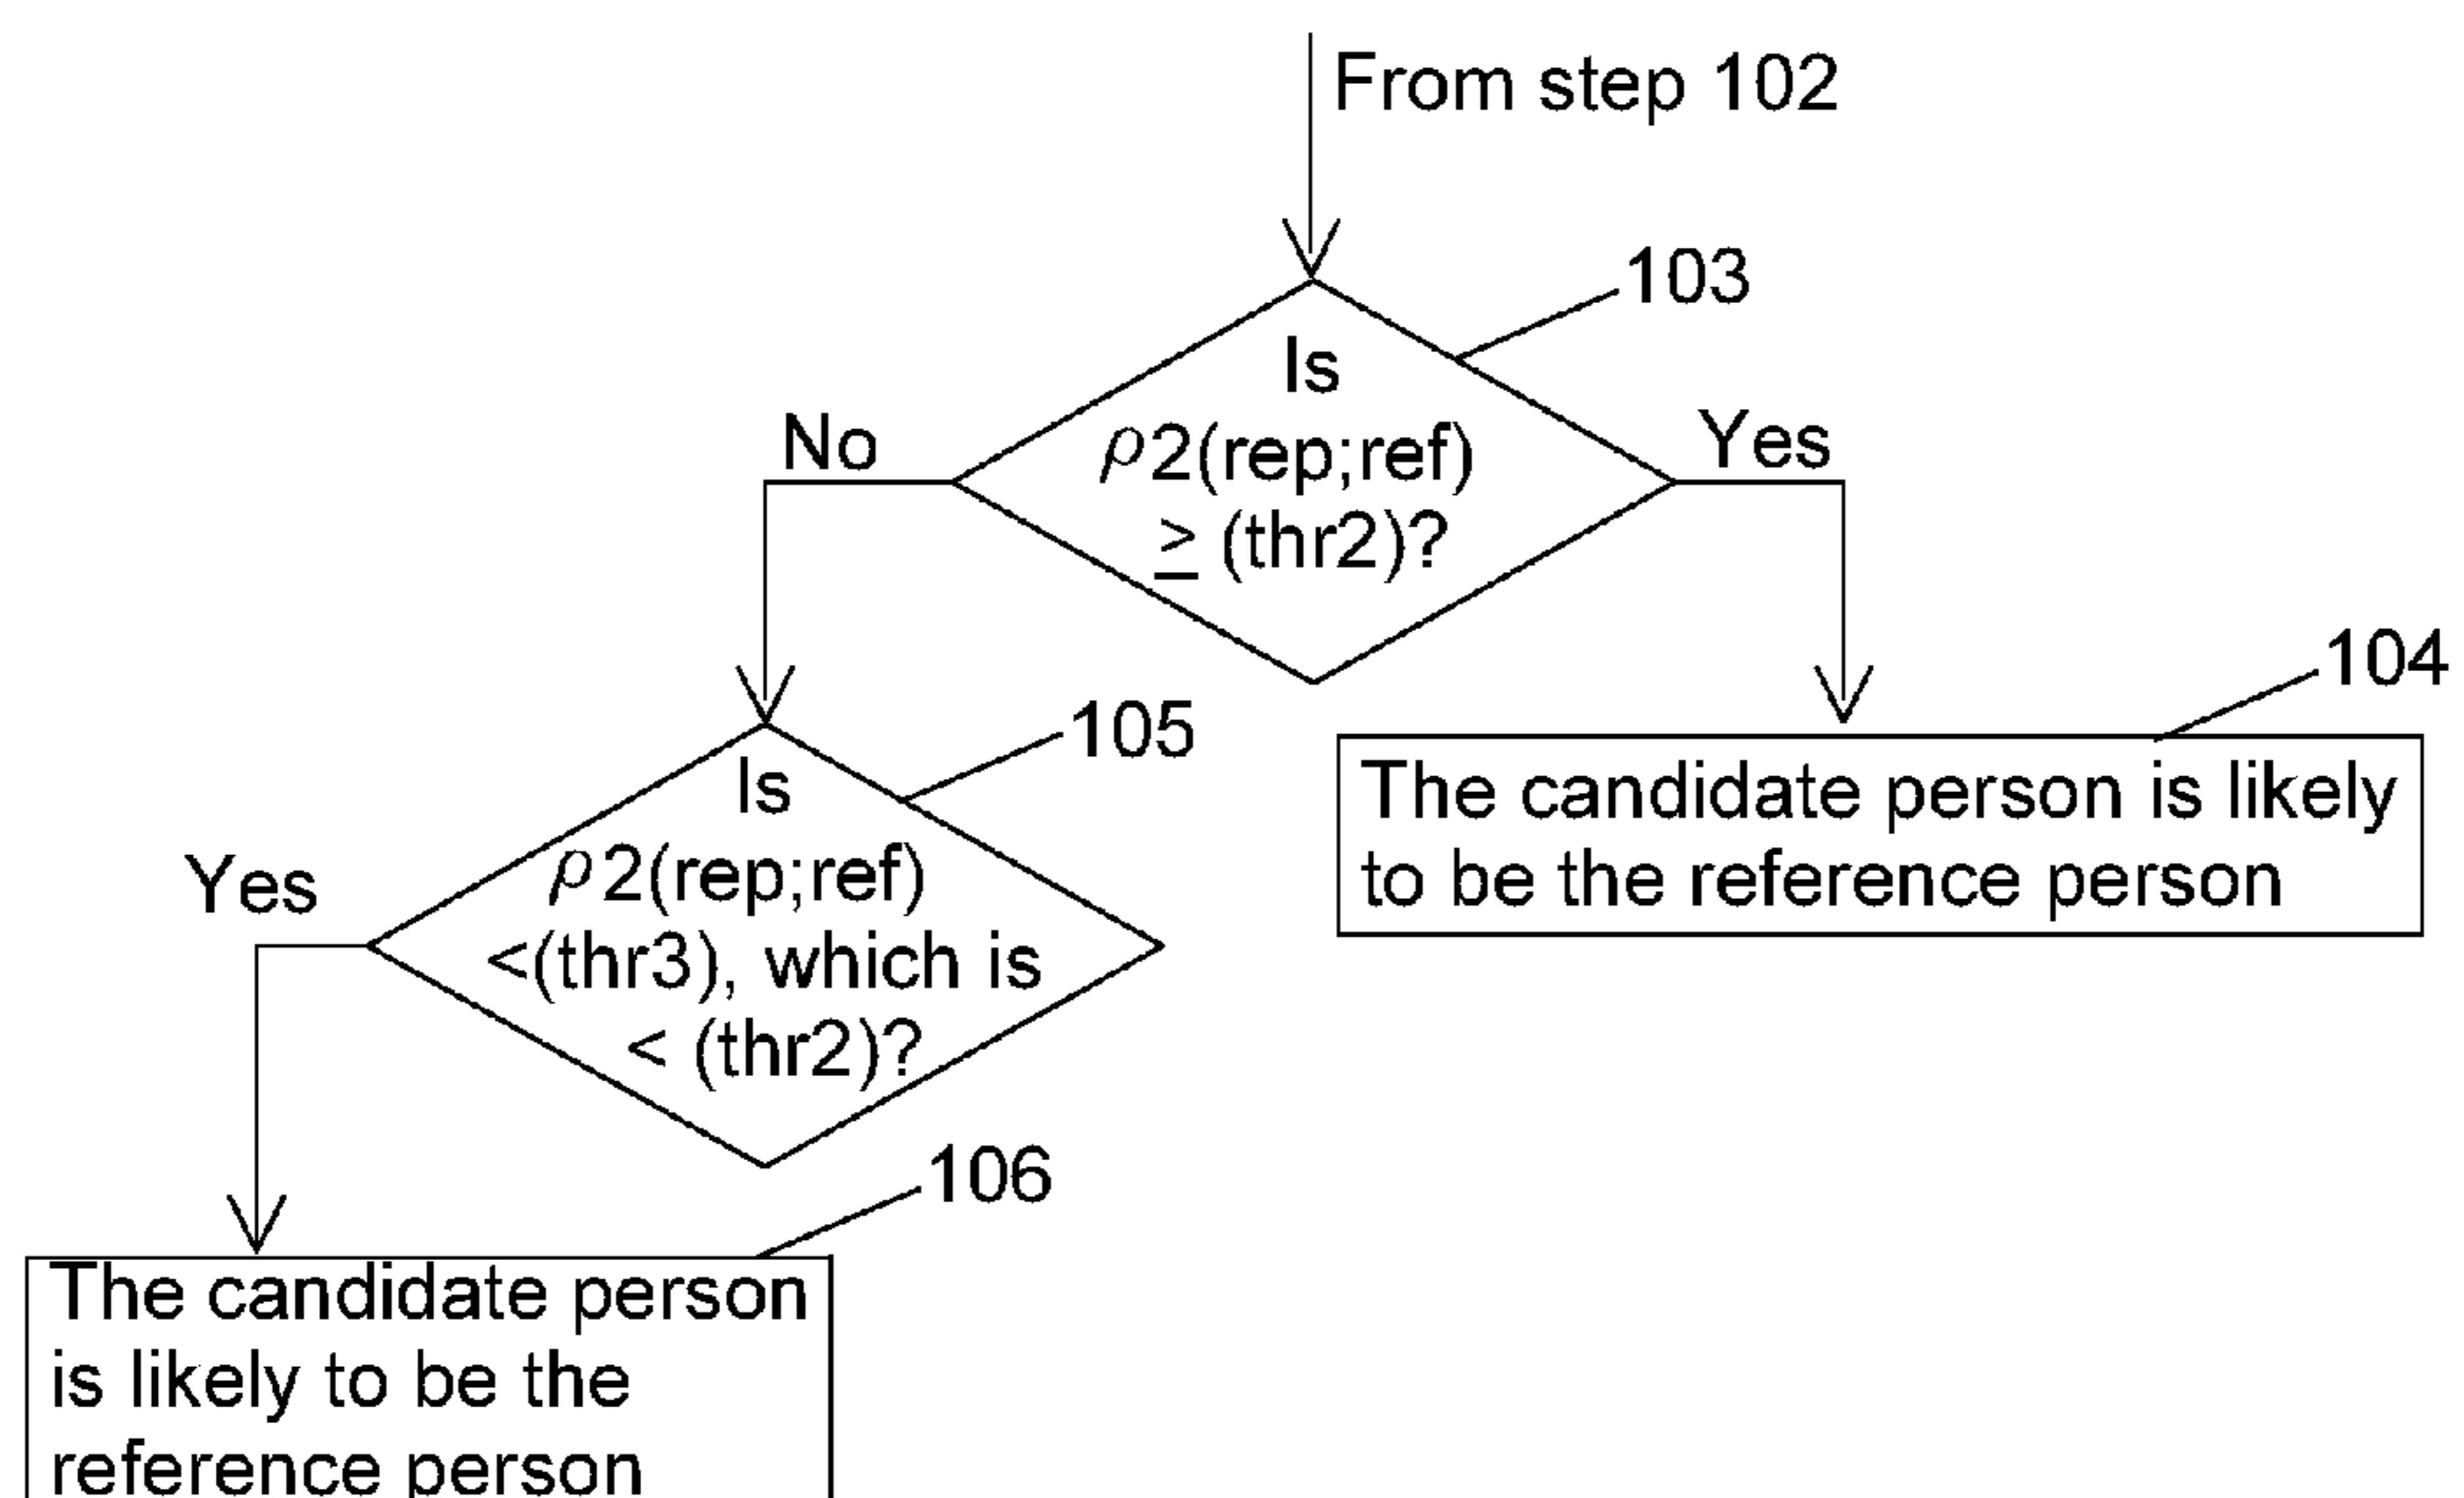 From step 102
103
Is
ρ2(rep;ref)
≥ (thr2)?
No
Yes
104
The candidate person is likely
to be the reference person
105
Is
ρ2(rep;ref)
<(thr3), which is
< (thr2)?
Yes
106
The candidate person
is likely to be the
reference person